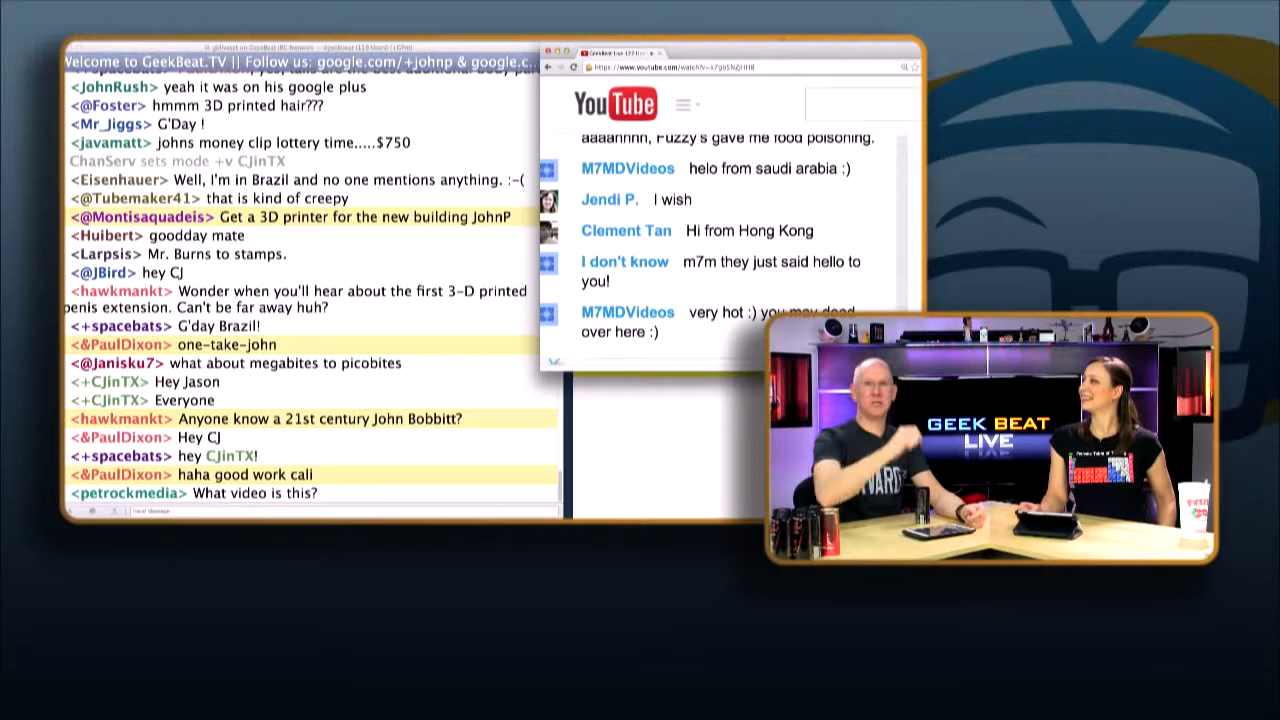 Welcome to GeekBeat.TV || Follow us: google.com/+johnp & google.c...
<JohnRush> yeah it was on his google plus
<@Foster> hmmm 3D printed hair???
<Mr_Jiggs> G'Day !
<javamatt> johns money clip lottery time.....$750
ChanServ sets mode +v CJinTX
<Eisenhauer> Well, I'm in Brazil and no one mentions anything. :-(
<@Tubemaker41> that is kind of creepy
<@Montisaquadeis> Get a 3D printer for the new building JohnP
<Huibert> goodday mate
<Larpsis> Mr. Burns to stamps.
<@JBird> hey CJ
<hawkmankt> Wonder when you'll hear about the first 3-D printed
penis extension. Can't be far away huh?
<+spacebats> G'day Brazil!
<&PaulDixon> one-take-john
<@Janisku7> what about megabites to picobites
<+CJinTX> Hey Jason
<+CJinTX> Everyone
<hawkmankt> Anyone know a 21st century John Bobbitt?
<&PaulDixon> Hey CJ
<+spacebats> hey CJinTX!
<&PaulDixon> haha good work cali
<petrockmedia> What video is this?
YouTube
aaaannnn, Fuzzy's gave me food poisoning.
M7MDVideos helo from saudi arabia :)
Jendi P. I wish
Clement Tan Hi from Hong Kong
I don't know m7m they just said hello to
you!
M7MDVideos very hot :) you may dead
over here :)
GEEK BEAT
LIVE